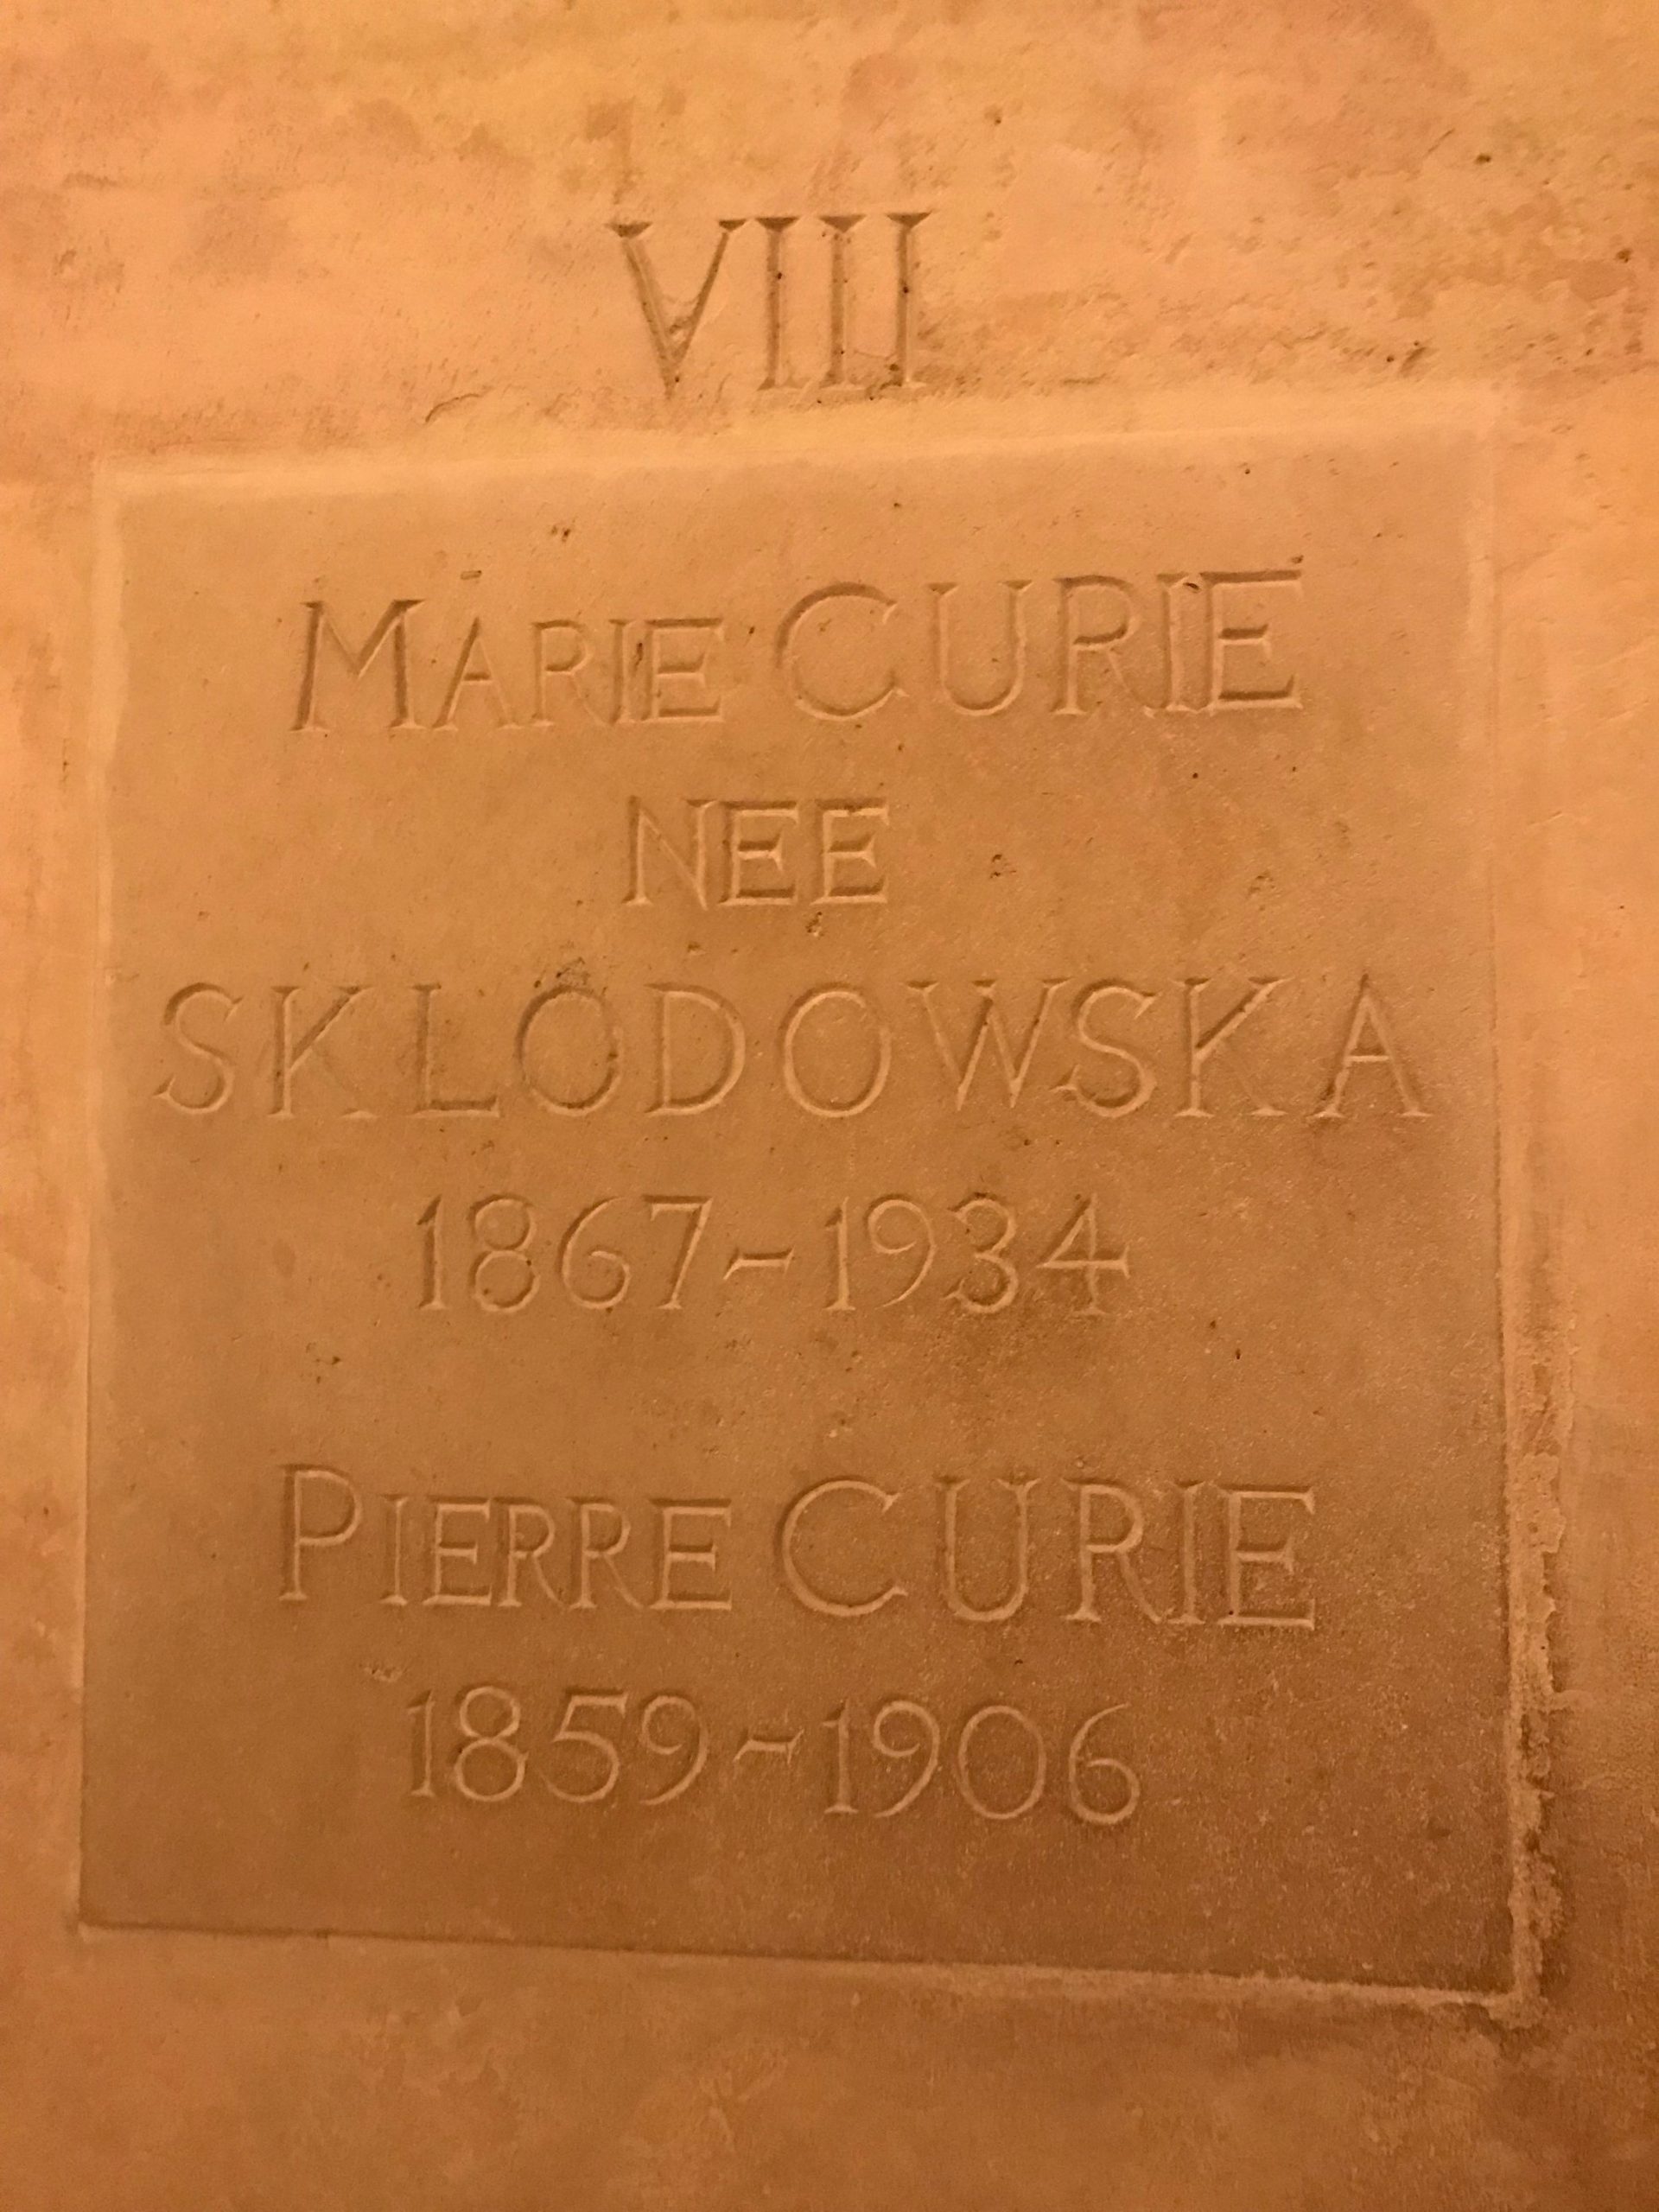 VIII
MARIE CURIE
NEE
SKLODOWSKA
1867-1934
PIERRE CURIE
1859-1906